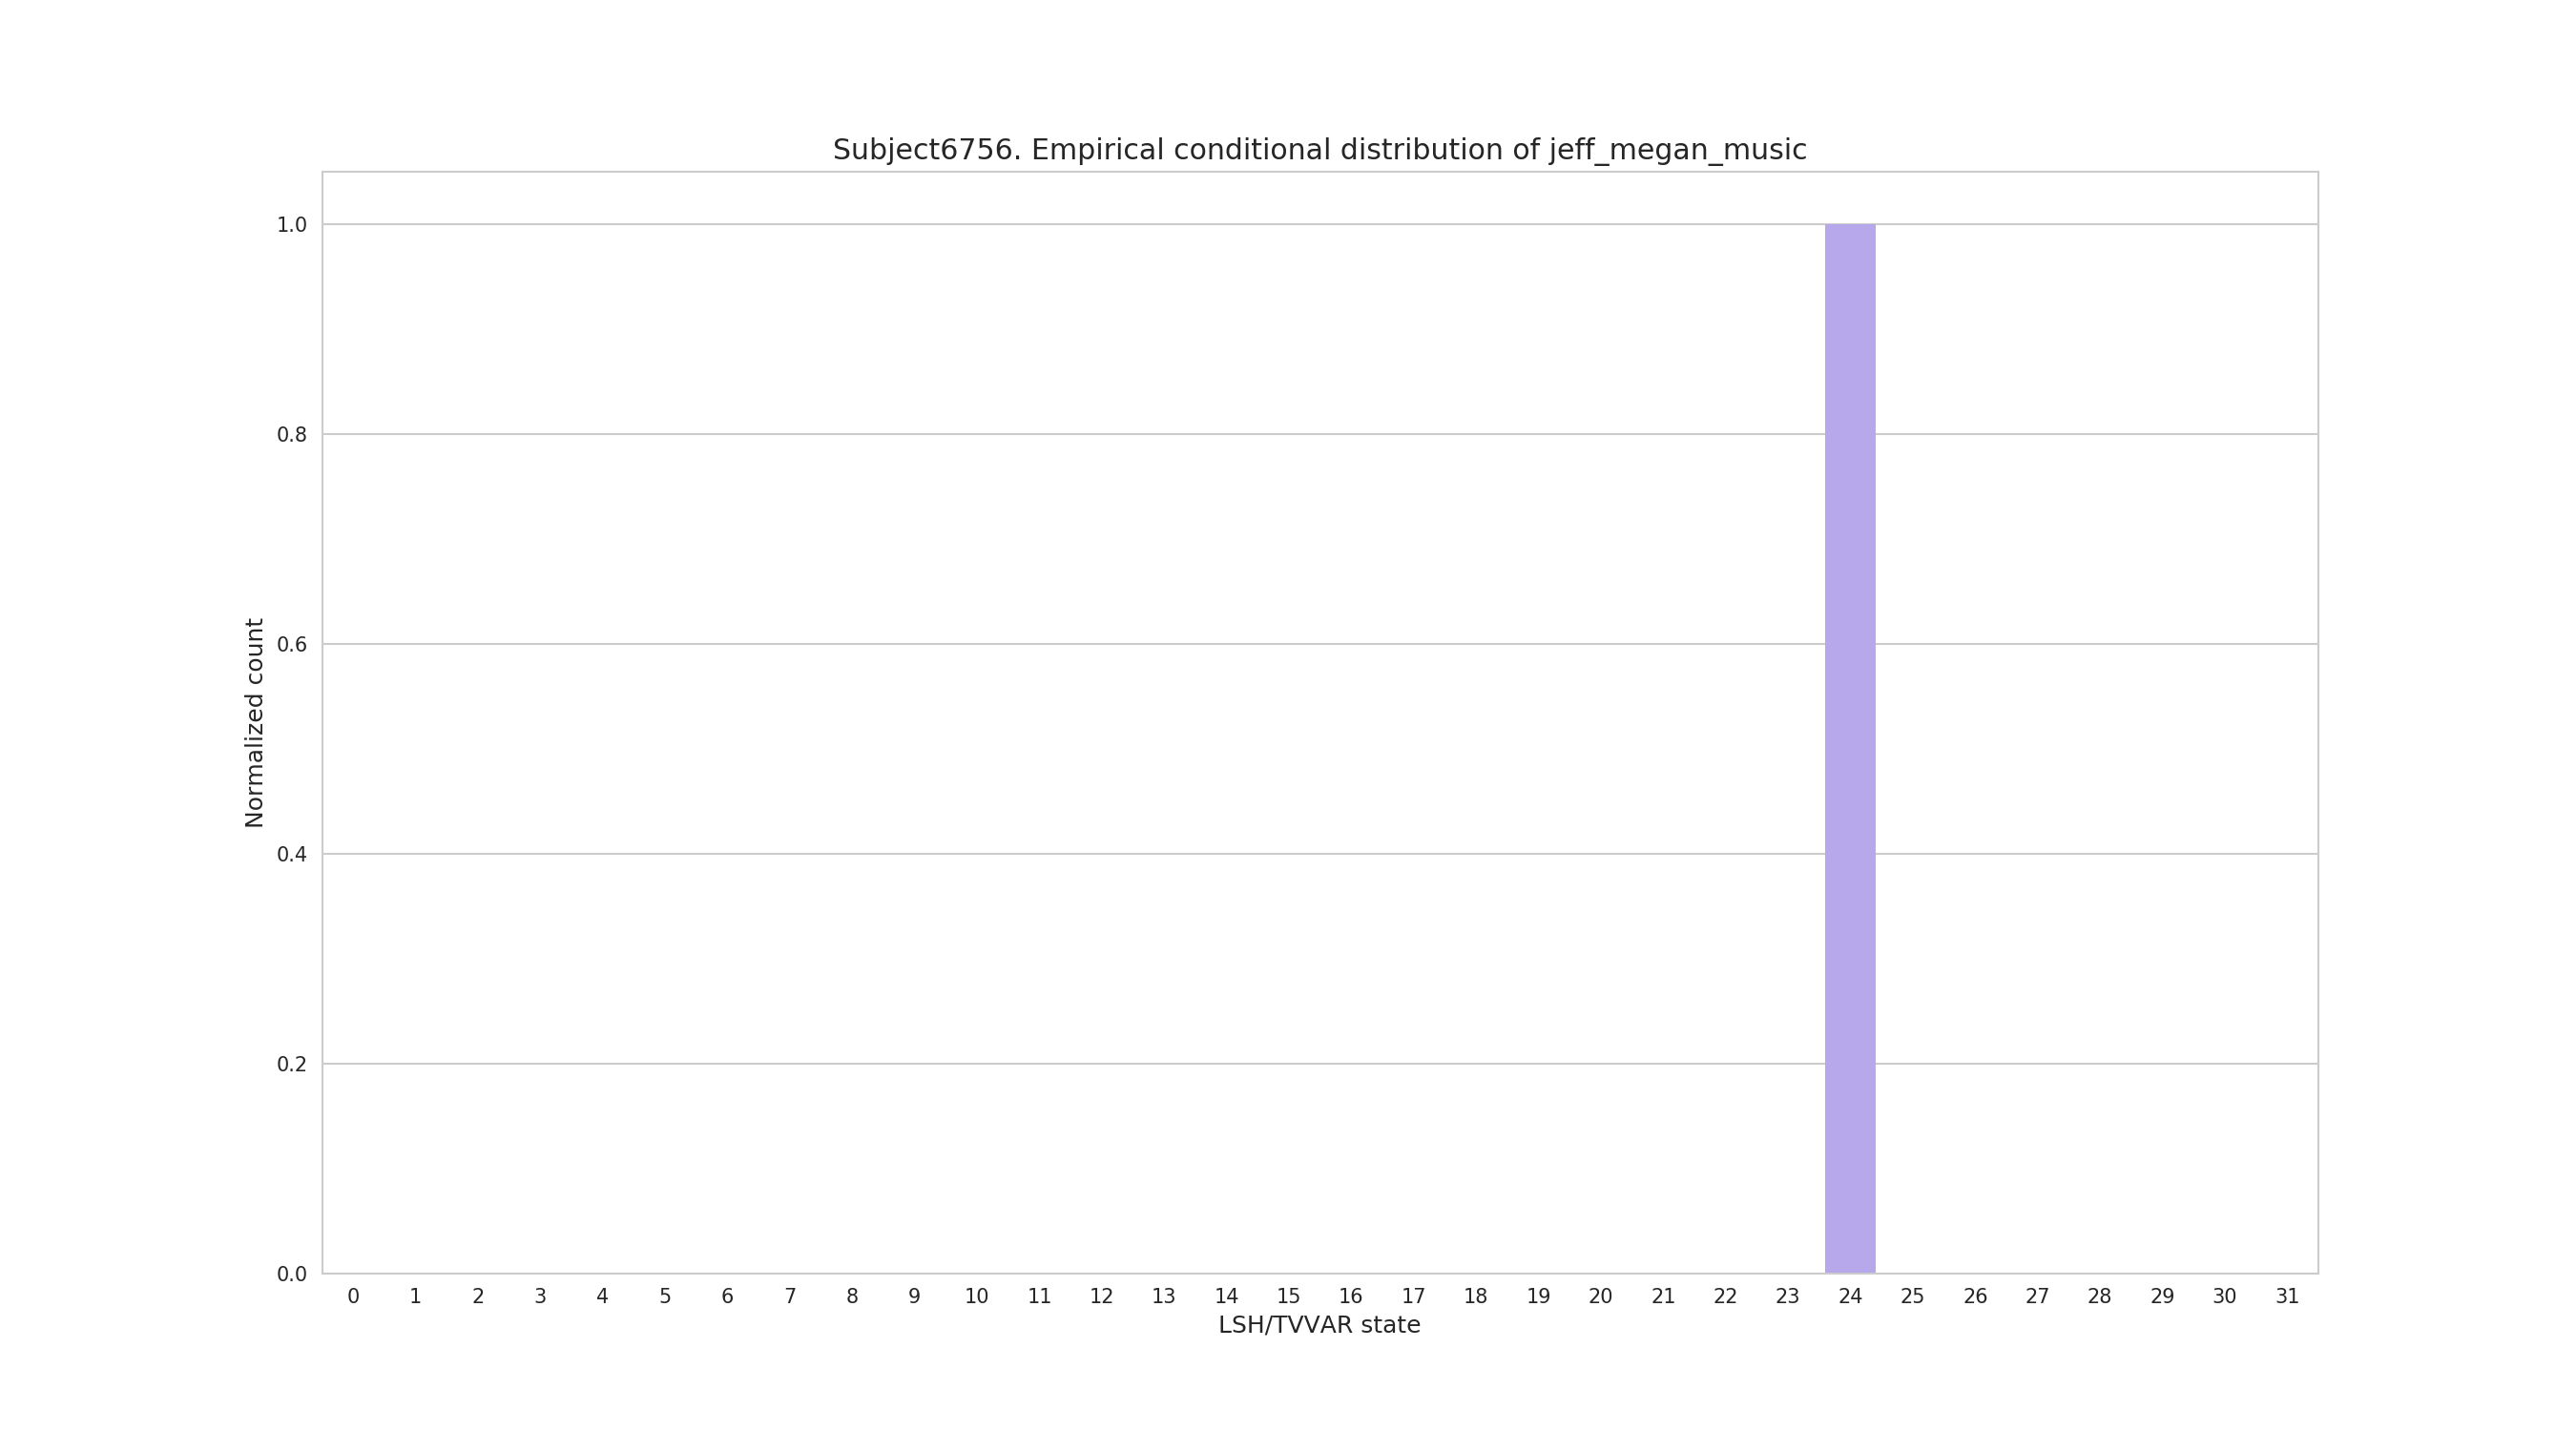 Subject6756. Empirical conditional distribution of jeff_megan_music
1.0
0.8
0.6
0.4
0.2
0.0
Normalized count
0 1 2 3 4 5 6 7 8 9 10 11 12 13 14 15 16 17 18 19 20 21 22 23 24 25 26 27 28 29 30 31
LSH/TVVAR state